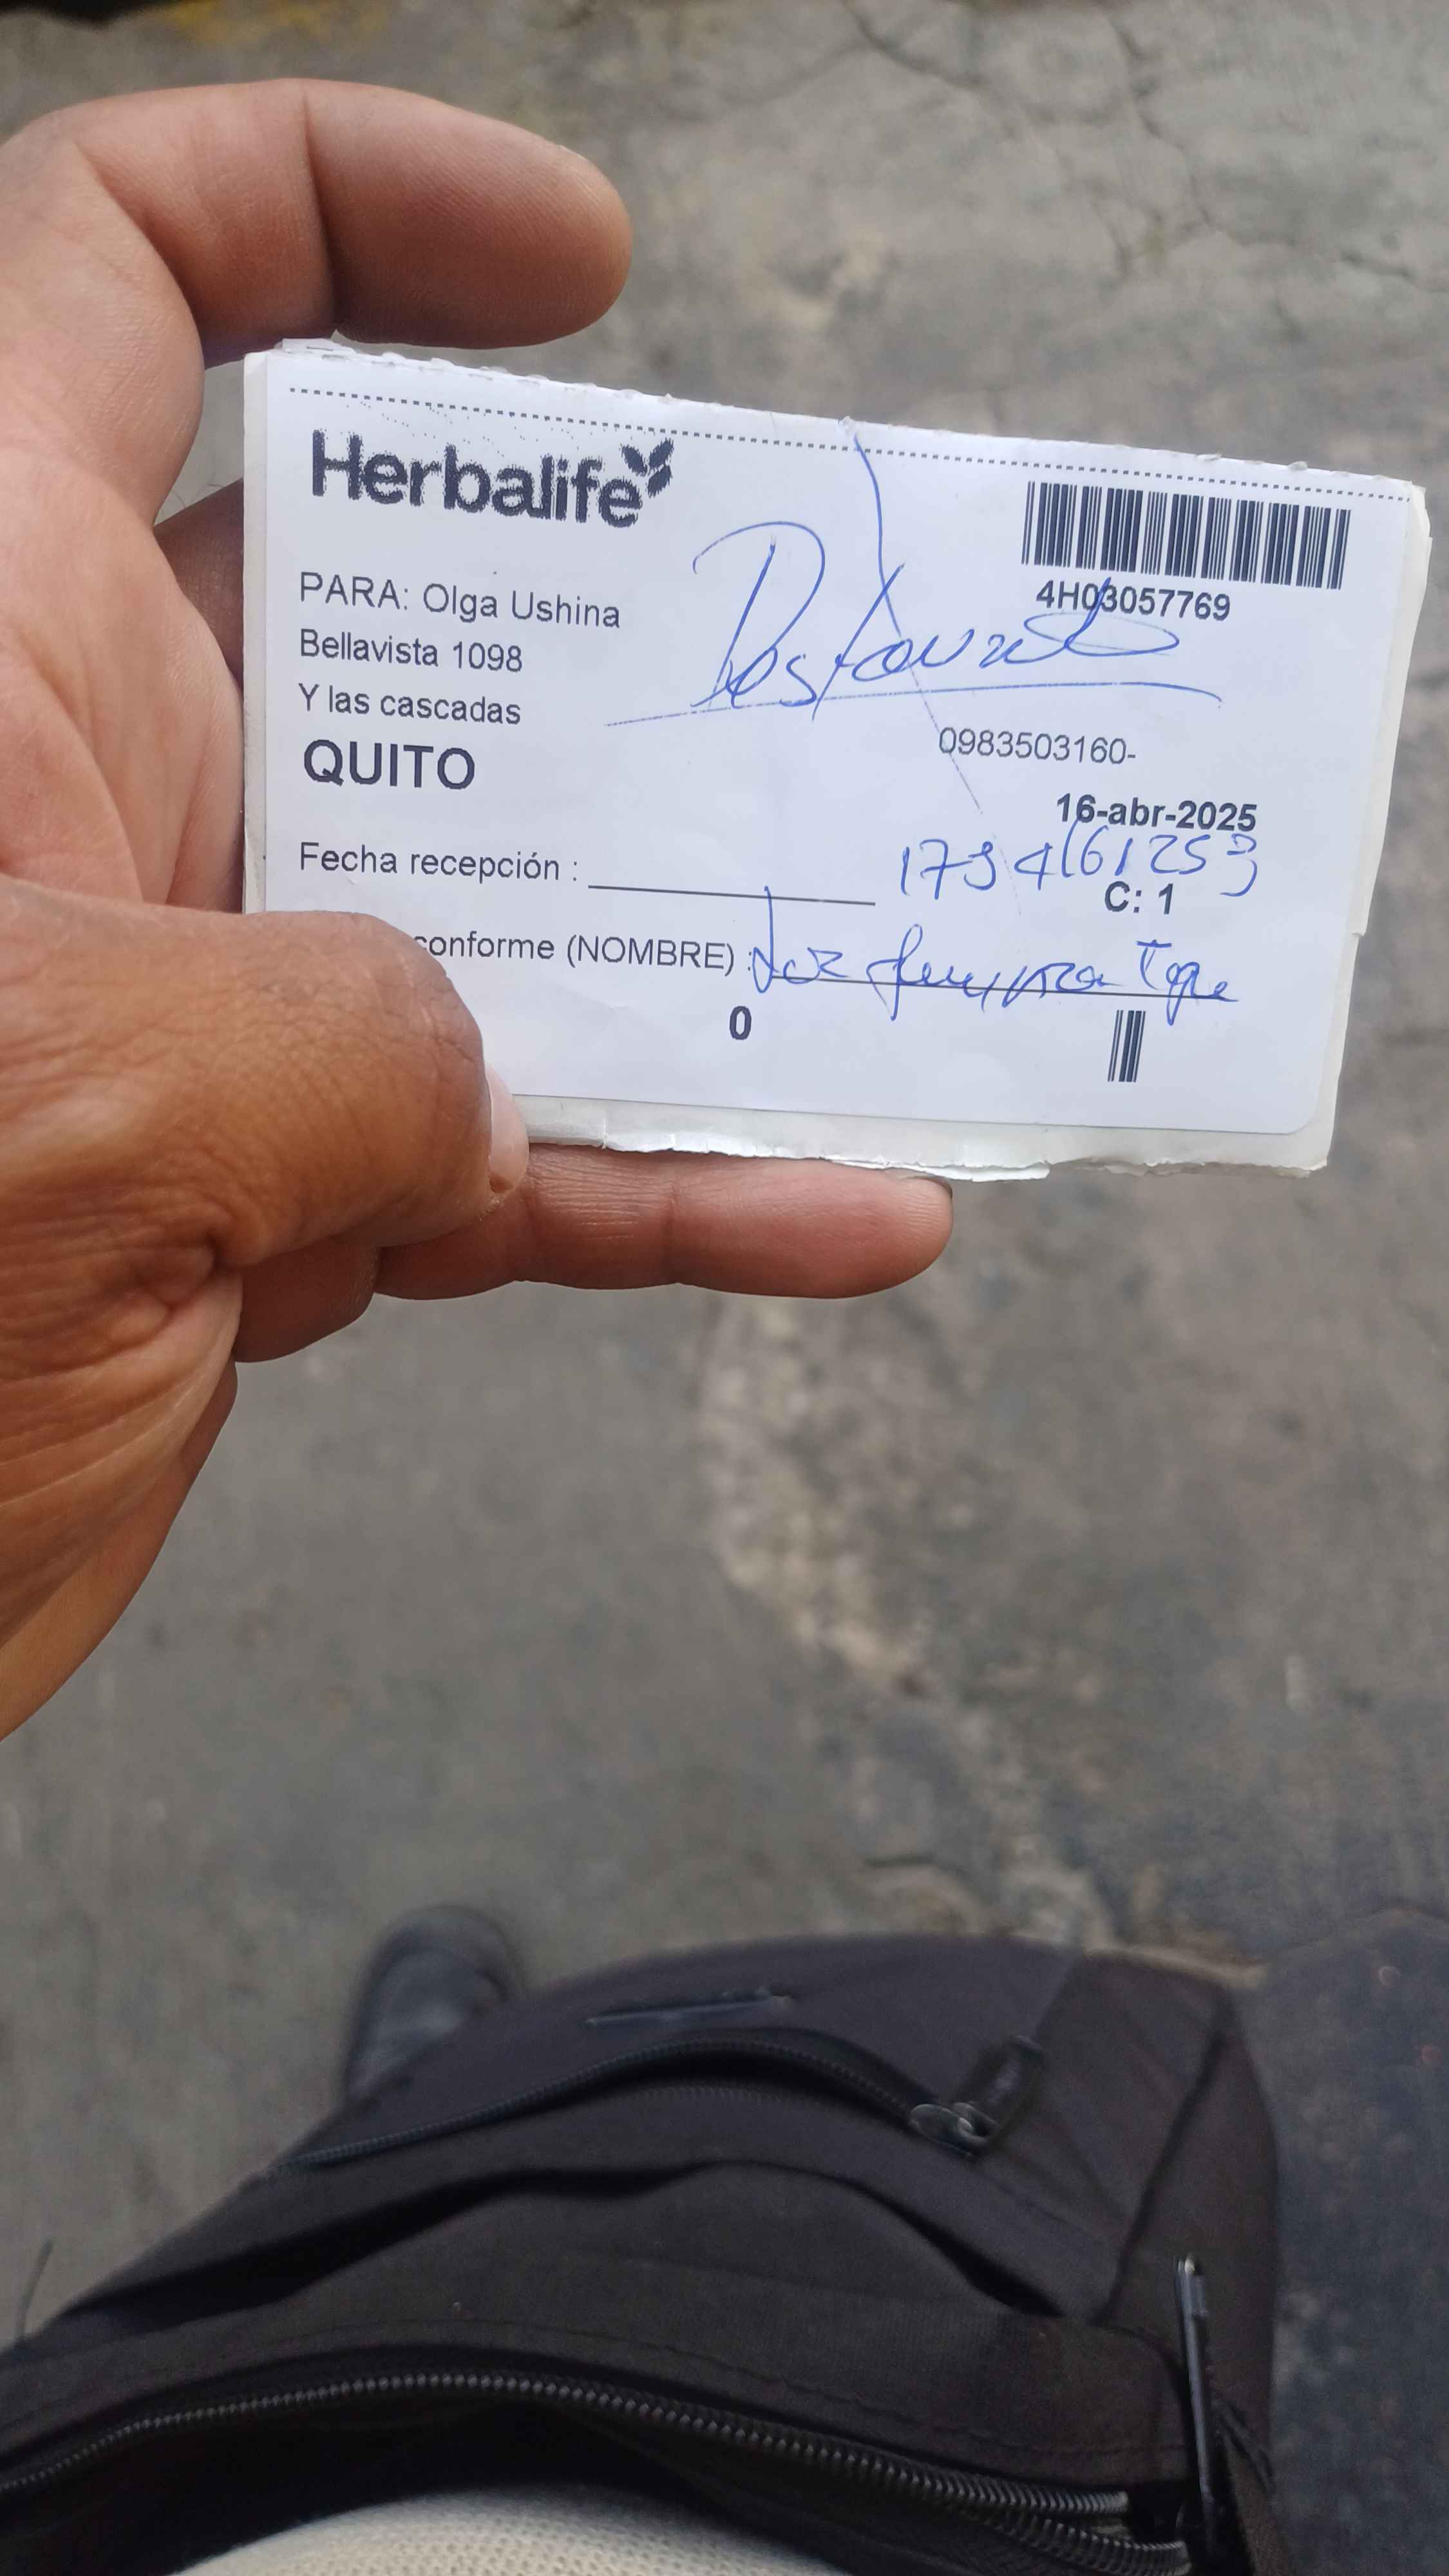 Herbalife
4H03057769
PARA: Olga Ushina
Bellavista 1098
Y las cascadas
QUITO
0983503160-
16-abr-2025
Fecha recepción :
C: 1
conforme (NOMBRE) :
0